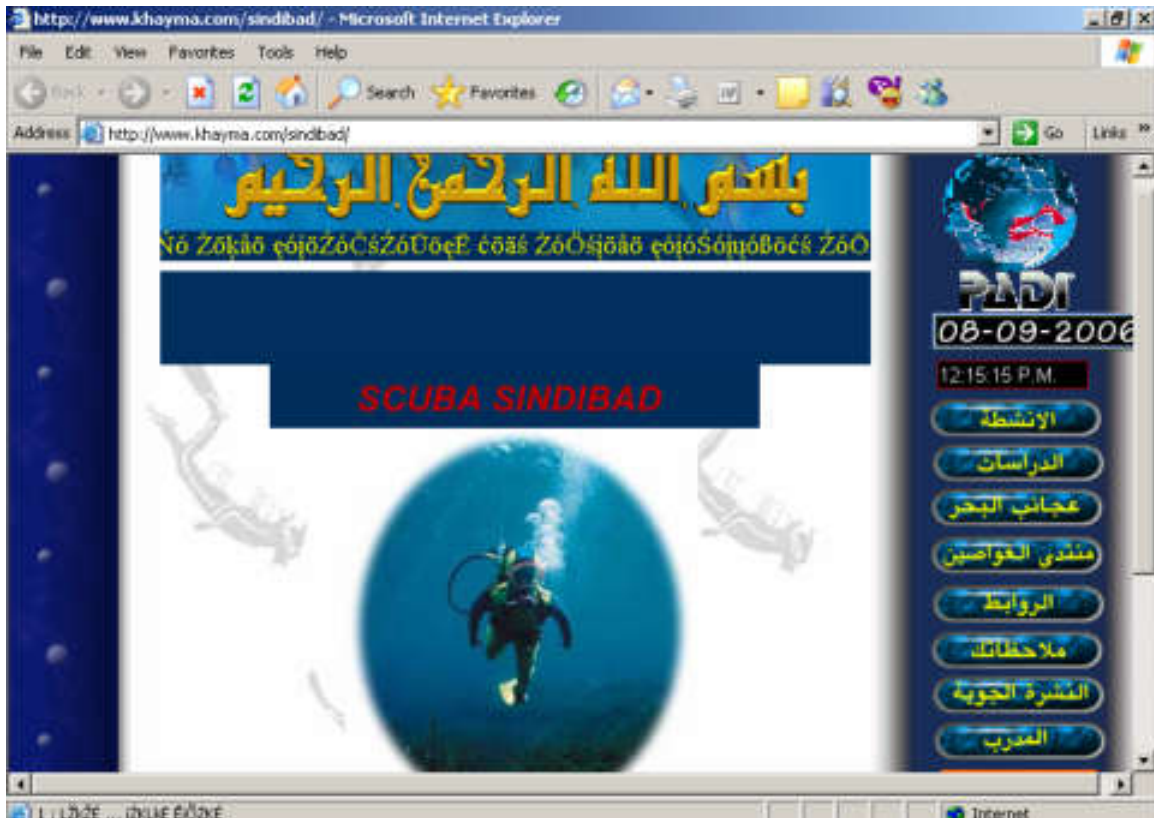 http://www.khayma.com/sindibad/ - Microsoft Internet Explorer
File Edit View Favorites Tools Help
Back Search Favorites
Address http://www.khayma.com/sindibad/ Go Links
بسم الله الرحمن الرحيم
PADI
08-09-2006
12:15:15 P.M.
SCUBA SINDIBAD
الانشطة
الدراسات
عجائب البحر
منتدى الغواصين
الروابط
ملاحظاتك
النشرة الجوية
المدرب
Internet